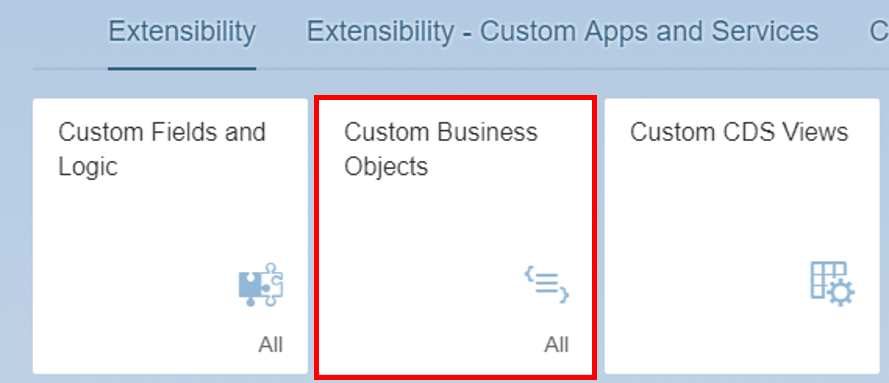 Extensibility
Extensibility - Custom Apps and Services
C
Custom Fields and
Logic
All
Custom Business
Objects
All
Custom CDS Views